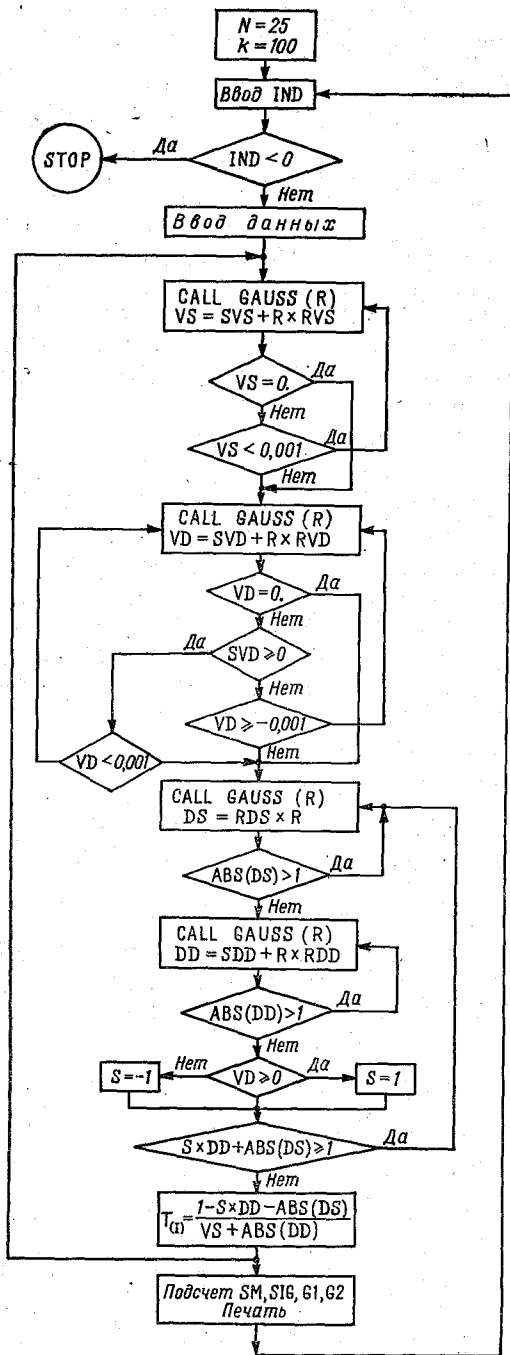 N = 25
k = 100
Ввод IND
IND < 0
Да
STOP
Нет
Ввод данных
CALL GAUSS (R)
VS = SVS + R × RVS
VS = 0.
Да
Нет
VS < 0,001
Да
Нет
CALL GAUSS (R)
VD = SVD + R × RVD
VD = 0.
Да
Нет
SVD ⩾ 0
Да
Нет
VD ⩾ -0,001
VD < 0,001
Нет
CALL GAUSS (R)
DS = RDS × R
ABS(DS) > 1
Да
Нет
CALL GAUSS (R)
DD = SDD + R × RDD
ABS(DD) > 1
Да
Нет
S = -1
Нет
VD ⩾ 0
Да
S = 1
S × DD + ABS(DS) ⩾ 1
Да
Нет
T(I) = 1 - S × DD - ABS(DS)
VS + ABS(DD)
Подсчет SM, SIG, G1, G2
Печать